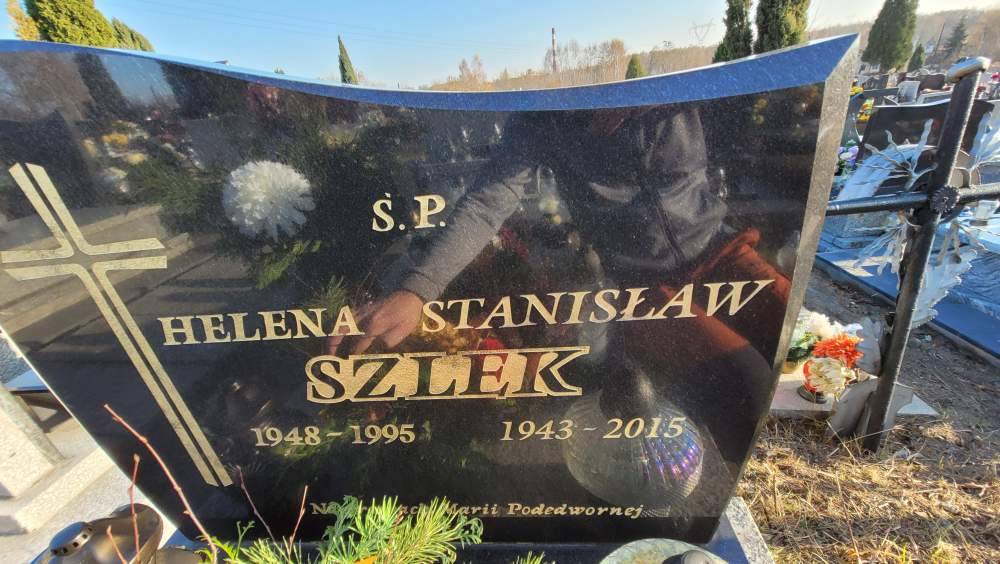 Ś.P.
HELENA STANISŁAW
SZLEK
1948 - 1995 1943 - 2015
Marii Podedwornej